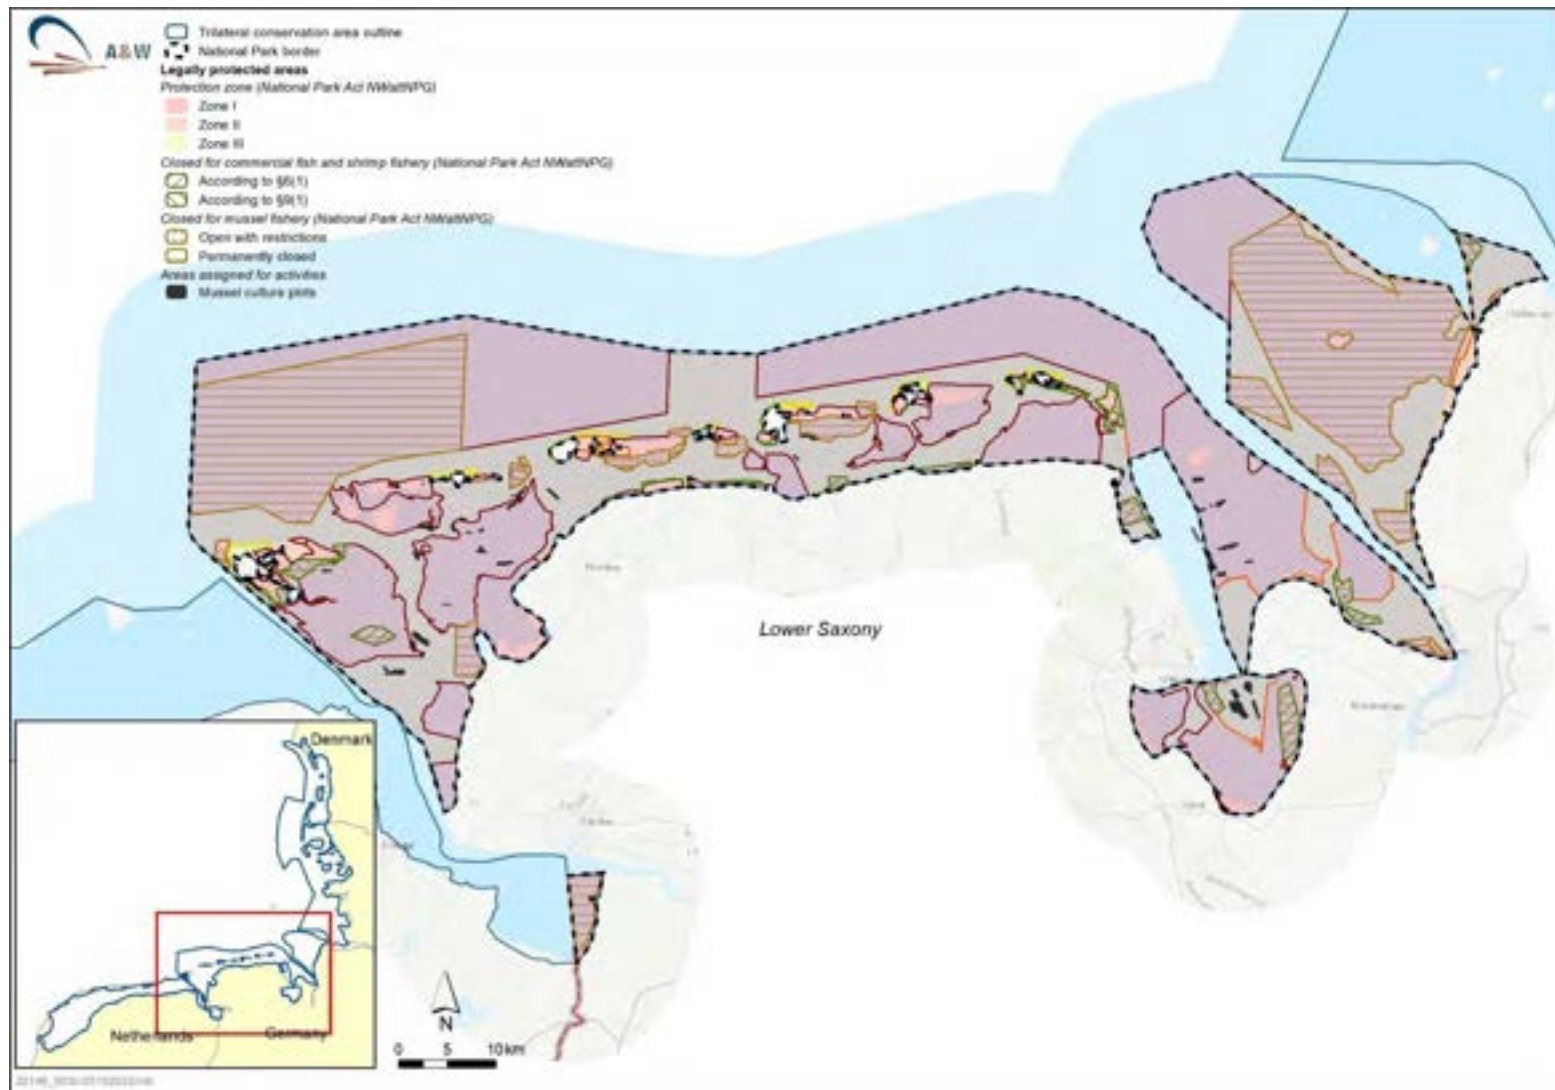 A&W
Trilateral conservation area outline
National Park border
Legally protected areas
Protection zone (National Park Act NWattNPG)
Zone I
Zone II
Zone III
Closed for commercial fish and shrimp fishery (National Park Act NWattNPG)
According to §6(1)
According to §9(1)
Closed for mussel fishery (National Park Act NWattNPG)
Open with restrictions
Permanently closed
Areas assigned for activities
Mussel culture plots
Lower Saxony
Denmark
Netherlands
Germany
N
0 5 10 km